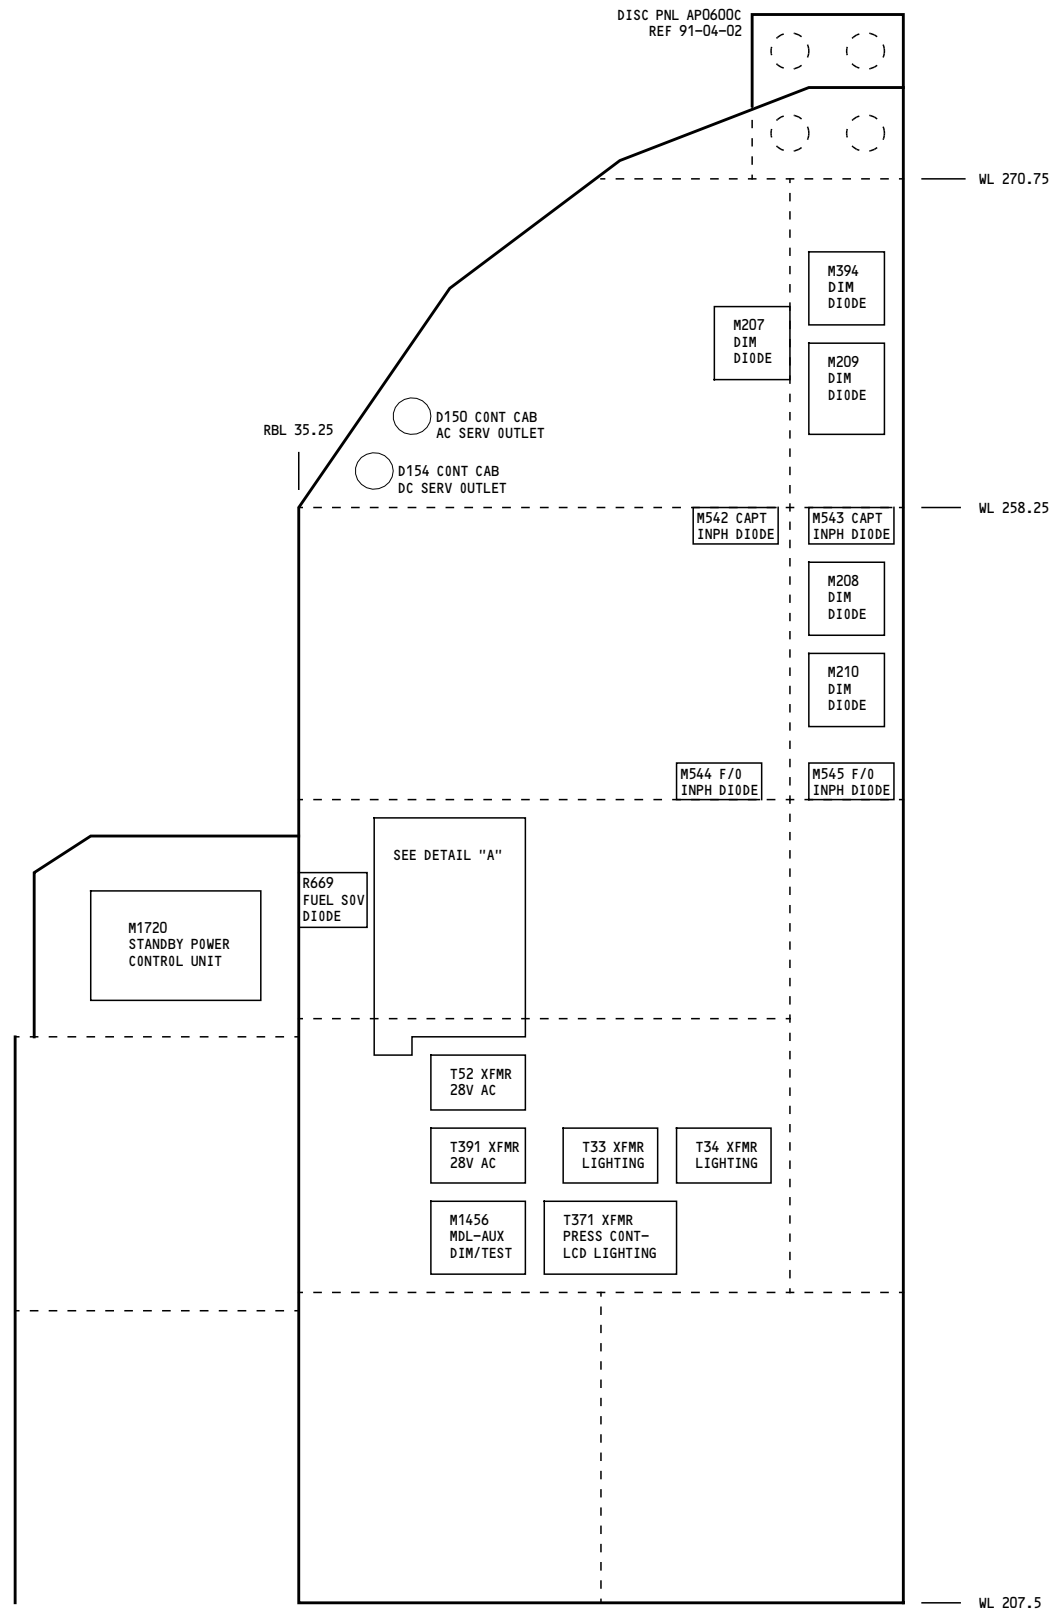 DISC PNL AP0600C
REF 91-04-02
WL 270.75
M394
DIM
DIODE
M207
DIM
DIODE
M209
DIM
DIODE
D150 CONT CAB
AC SERV OUTLET
RBL 35.25
D154 CONT CAB
DC SERV OUTLET
WL 258.25
M542 CAPT
INPH DIODE
M543 CAPT
INPH DIODE
M208
DIM
DIODE
M210
DIM
DIODE
M544 F/O
INPH DIODE
M545 F/O
INPH DIODE
SEE DETAIL "A"
R669
FUEL SOV
DIODE
M1720
STANDBY POWER
CONTROL UNIT
T52 XFMR
28V AC
T391 XFMR
28V AC
T33 XFMR
LIGHTING
T34 XFMR
LIGHTING
M1456
MDL-AUX
DIM/TEST
T371 XFMR
PRESS CONT-
LCD LIGHTING
WL 207.5